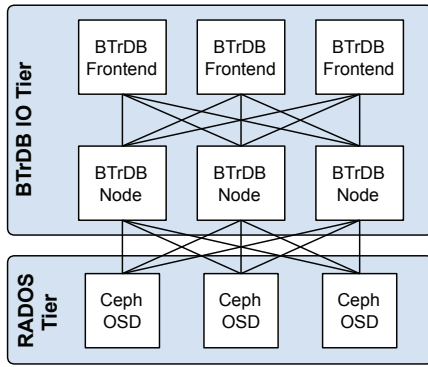 BTrDB IO Tier
BTrDB
Frontend
BTrDB
Frontend
BTrDB
Frontend
BTrDB
Node
BTrDB
Node
BTrDB
Node
RADOS
Tier
Ceph
OSD
Ceph
OSD
Ceph
OSD